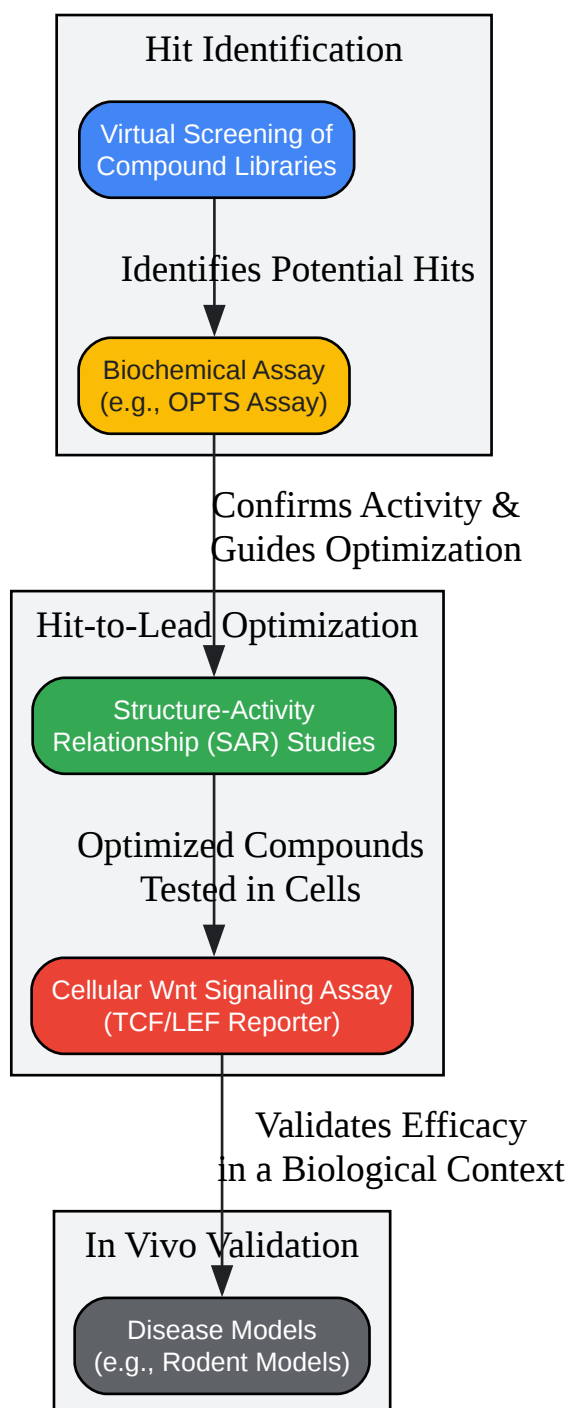 Hit Identification
Virtual Screening of
Compound Libraries
Identifies Potential Hits
Biochemical Assay
(e.g., OPTS Assay)
Confirms Activity &
Guides Optimization
Hit-to-Lead Optimization
Structure-Activity
Relationship (SAR) Studies
Optimized Compounds
Tested in Cells
Cellular Wnt Signaling Assay
(TCF/LEF Reporter)
Validates Efficacy
in a Biological Context
In Vivo Validation
Disease Models
(e.g., Rodent Models)